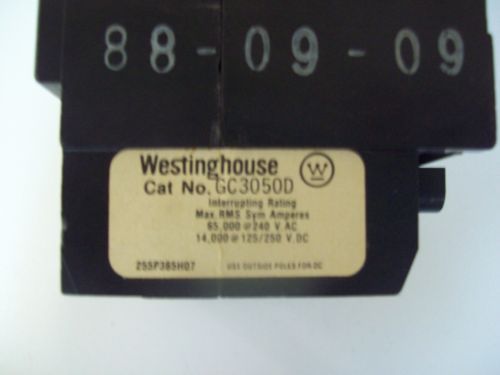 88-09-09
Westinghouse W
Cat No. GC3050D
Interrupting Rating
Max. RMS Sym Amperes
65,000 @ 240 V. AC
14,000 @ 125/250 V. DC
255P385H07 USE OUTSIDE POLES FOR DC